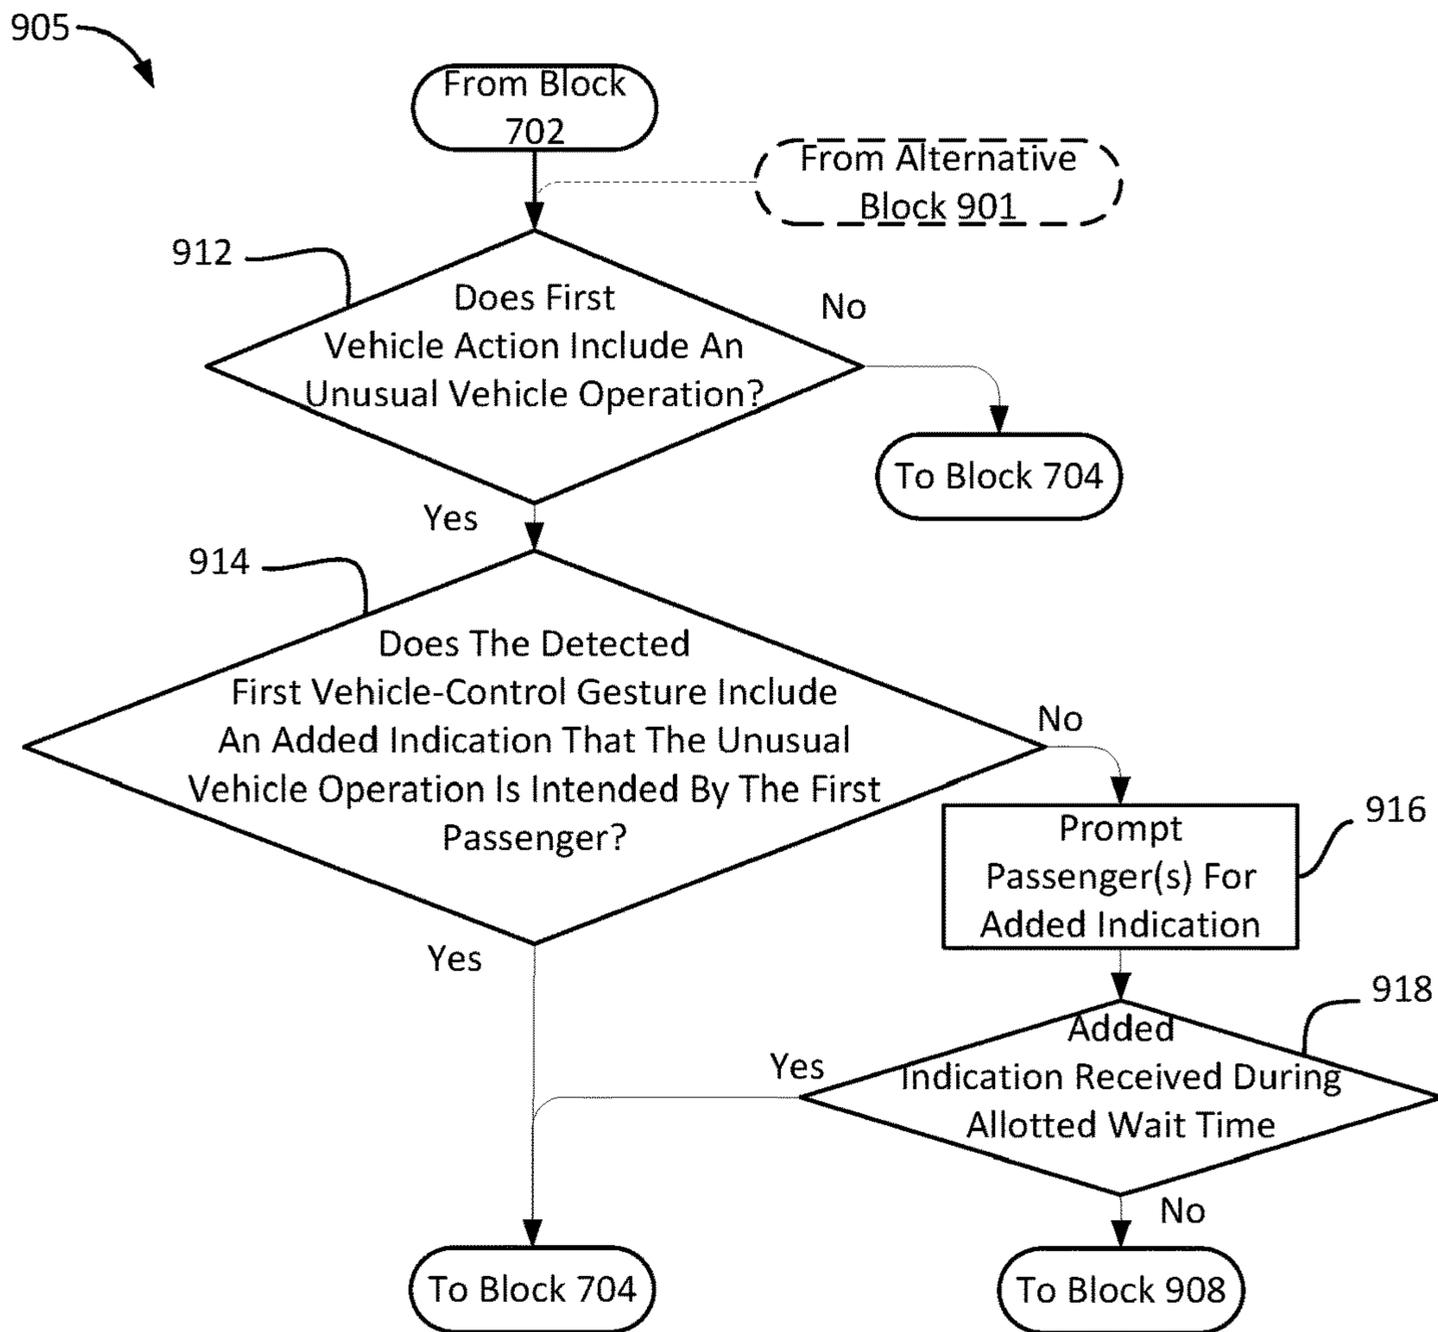 905
From Block
702
From Alternative
Block 901
912
Does First
Vehicle Action Include An
Unusual Vehicle Operation?
No
To Block 704
Yes
914
Does The Detected
First Vehicle-Control Gesture Include
An Added Indication That The Unusual
Vehicle Operation Is Intended By The First
Passenger?
No
916
Prompt
Passenger(s) For
Added Indication
Yes
918
Added
Indication Received During
Allotted Wait Time
Yes
No
To Block 704
To Block 908